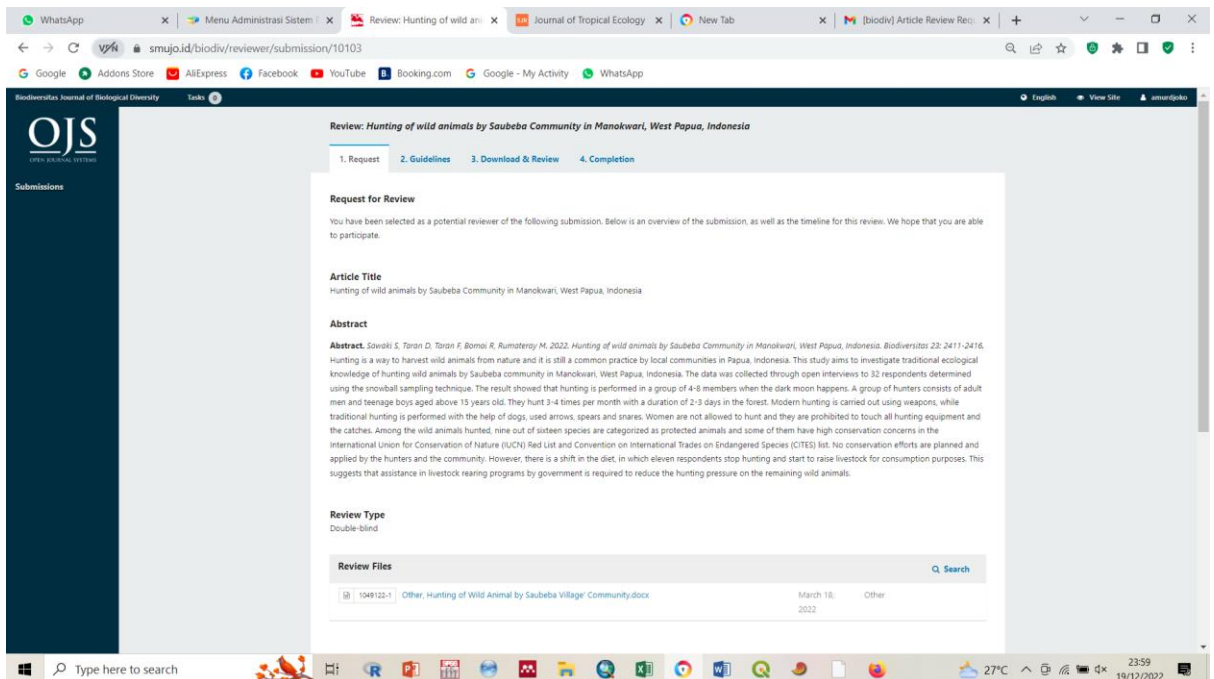 WhatsApp
Menu Administrasi Sistem
Review: Hunting of wild ani
Journal of Tropical Ecology
New Tab
[biodiv] Article Review Req
VPN
smujo.id/biodiv/reviewer/submission/10103
Google
Addons Store
AliExpress
Facebook
YouTube
Booking.com
Google - My Activity
WhatsApp
Biodiversitas Journal of Biological Diversity
Tasks 0
English
View Site
amurdjoko
OJS
OPEN JOURNAL SYSTEMS
Submissions
Review: Hunting of wild animals by Saubeba Community in Manokwari, West Papua, Indonesia
1. Request
2. Guidelines
3. Download & Review
4. Completion
Request for Review
You have been selected as a potential reviewer of the following submission. Below is an overview of the submission, as well as the timeline for this review. We hope that you are able
to participate.
Article Title
Hunting of wild animals by Saubeba Community in Manokwari, West Papua, Indonesia
Abstract
Abstract. Sawaki S, Taran D, Taran F, Bomoi R, Rumateray M. 2022. Hunting of wild animals by Saubeba Community in Manokwari, West Papua, Indonesia. Biodiversitas 23: 2411-2416.
Hunting is a way to harvest wild animals from nature and it is still a common practice by local communities in Papua, Indonesia. This study aims to investigate traditional ecological
knowledge of hunting wild animals by Saubeba community in Manokwari, West Papua, Indonesia. The data was collected through open interviews to 32 respondents determined
using the snowball sampling technique. The result showed that hunting is performed in a group of 4-8 members when the dark moon happens. A group of hunters consists of adult
men and teenage boys aged above 15 years old. They hunt 3-4 times per month with a duration of 2-3 days in the forest. Modern hunting is carried out using weapons, while
traditional hunting is performed with the help of dogs, used arrows, spears and snares. Women are not allowed to hunt and they are prohibited to touch all hunting equipment and
the catches. Among the wild animals hunted, nine out of sixteen species are categorized as protected animals and some of them have high conservation concerns in the
International Union for Conservation of Nature (IUCN) Red List and Convention on International Trades on Endangered Species (CITES) list. No conservation efforts are planned and
applied by the hunters and the community. However, there is a shift in the diet, in which eleven respondents stop hunting and start to raise livestock for consumption purposes. This
suggests that assistance in livestock rearing programs by government is required to reduce the hunting pressure on the remaining wild animals.
Review Type
Double-blind
Review Files
Search
1049122-1
Other, Hunting of Wild Animal by Saubeba Village' Community.docx
March 18,
2022
Other
Type here to search
27°C
23:59
19/12/2022